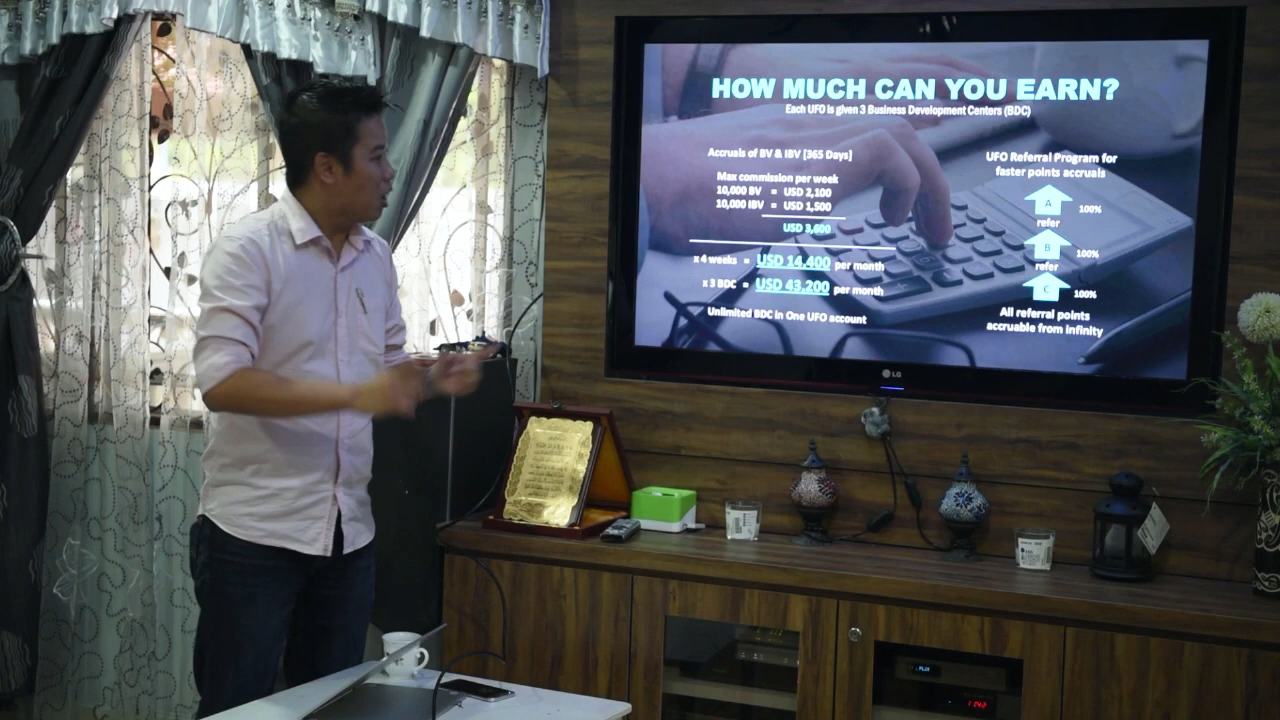 HOW MUCH CAN YOU EARN?
Each UFO is given 3 Business Development Centers (BDC)
Accruals of BV & IBV [365 Days]
Max commission per week
10,000 BV = USD 2,100
10,000 IBV = USD 1,500
USD 3,600
x 4 weeks = USD 14,400 per month
x 3 BDC = USD 43,200 per month
Unlimited BDC in One UFO account
UFO Referral Program for
faster points accruals
A 100%
refer
B 100%
refer
C 100%
All referral points
accruable from infinity
LG